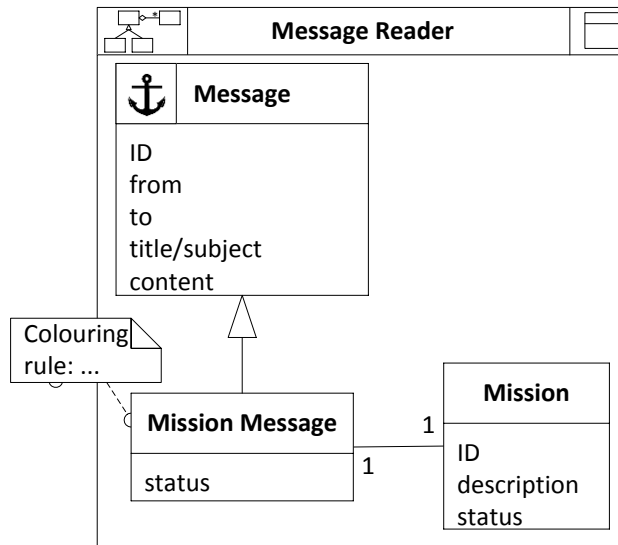 *
Message Reader
Message
ID
from
to
title/subject
content
Colouring
rule: ...
Mission Message
status
1
1
Mission
ID
description
status